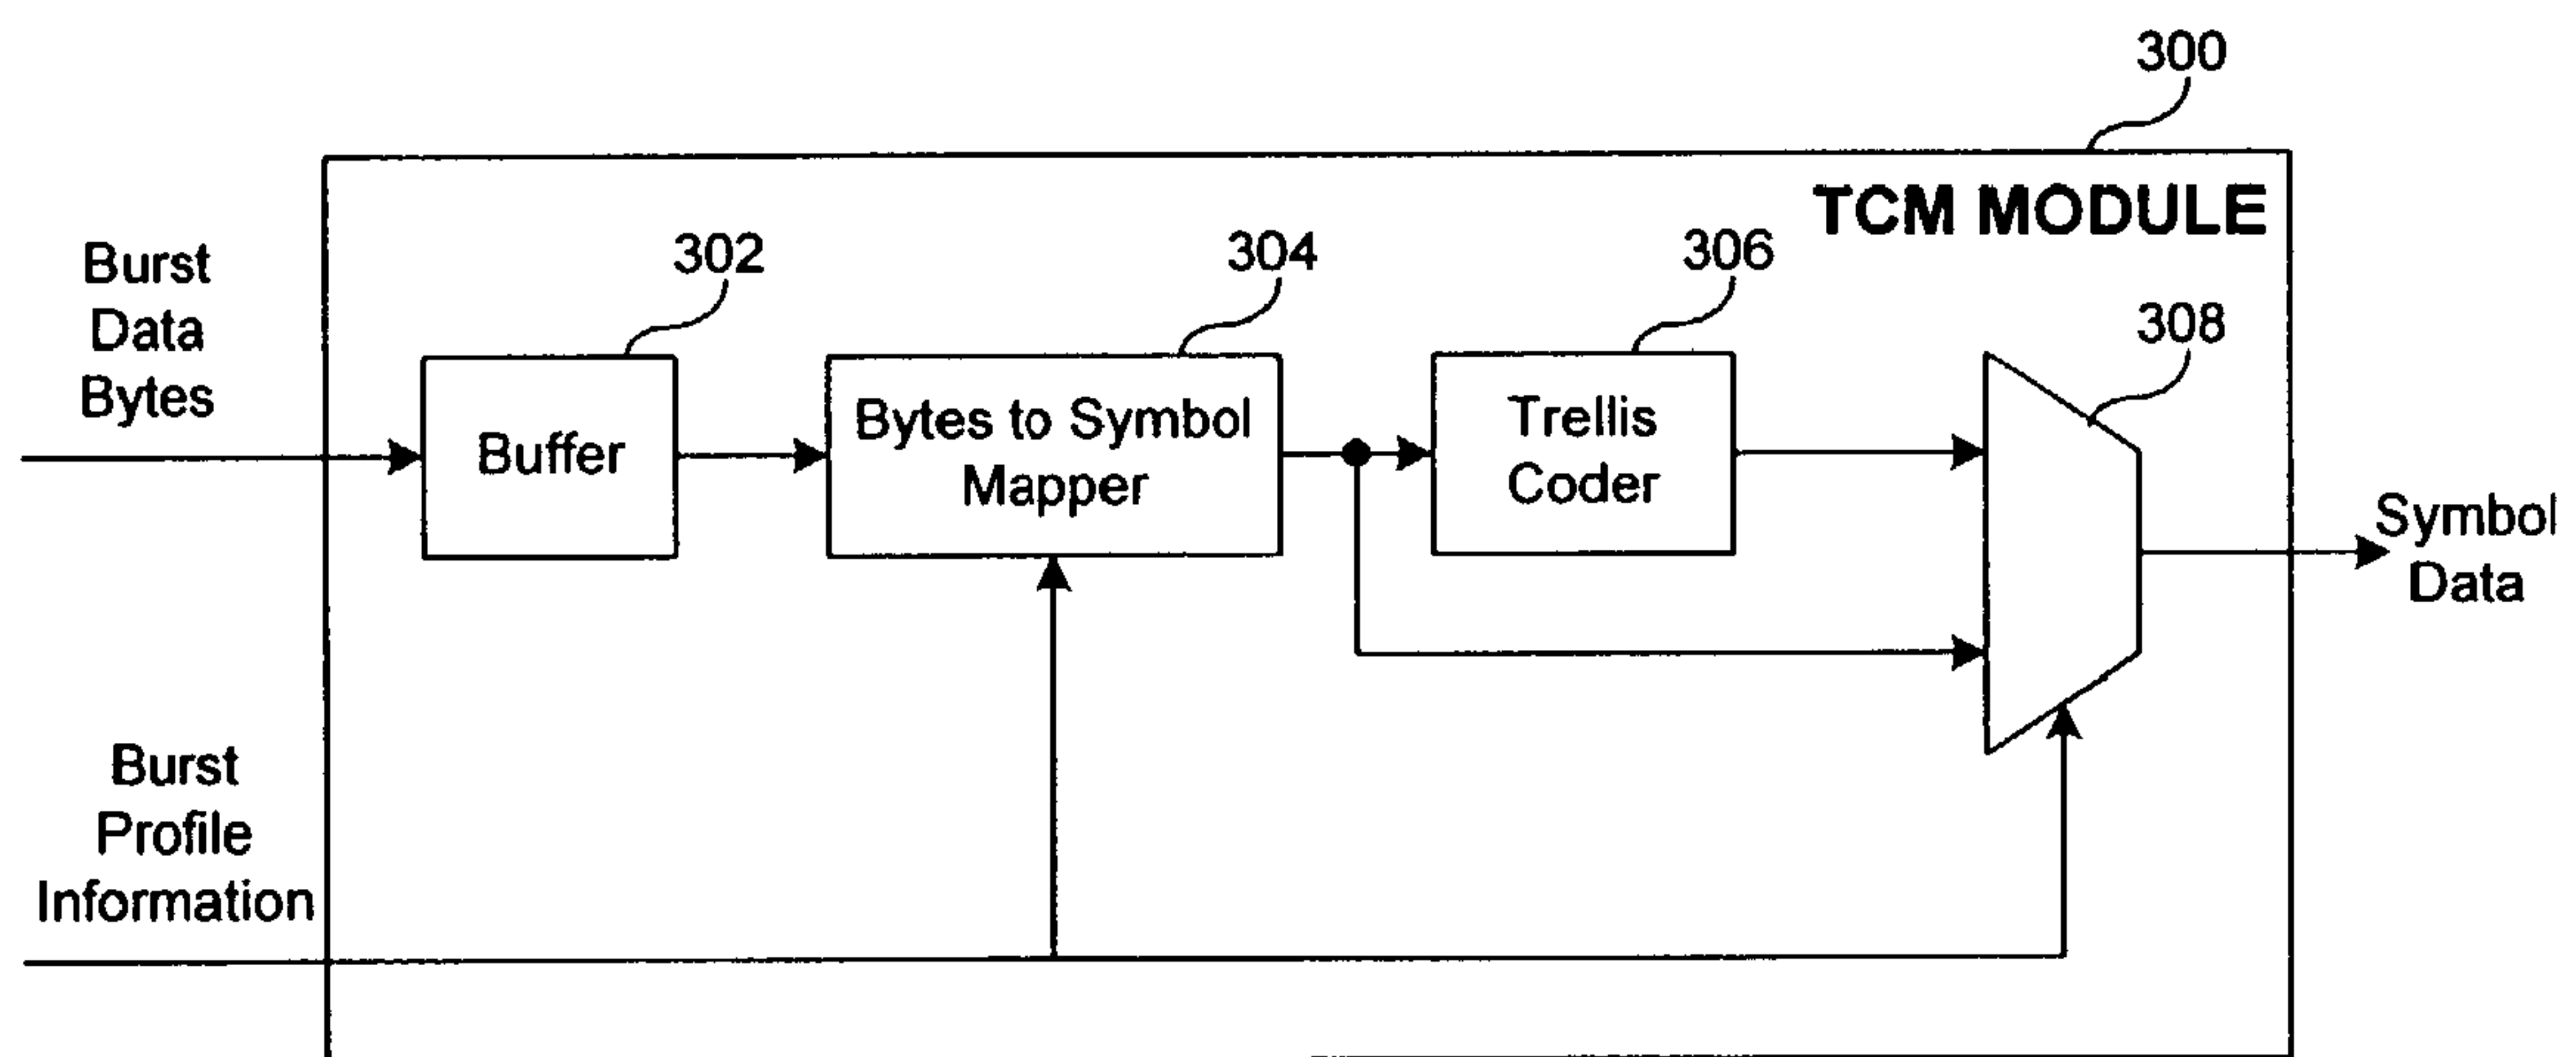 300
TCM MODULE
302
304
306
308
Burst
Data
Bytes
Buffer
Bytes to Symbol
Mapper
Trellis
Coder
Symbol
Data
Burst
Profile
Information